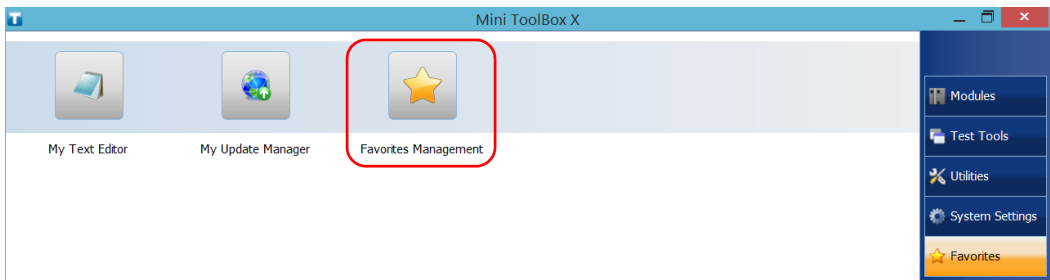 Mini ToolBox X
My Text Editor
My Update Manager
Favorites Management
Modules
Test Tools
Utilities
System Settings
Favorites